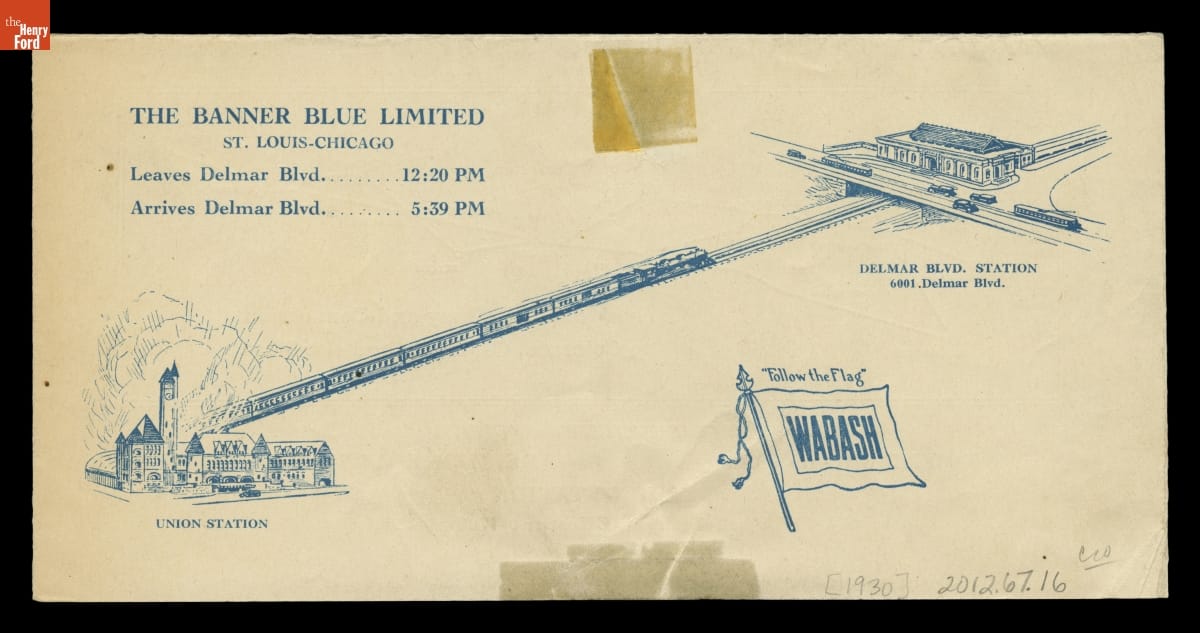 the
Henry
Ford
THE BANNER BLUE LIMITED
ST. LOUIS-CHICAGO
Leaves Delmar Blvd.........12:20 PM
Arrives Delmar Blvd........ 5:39 PM
DELMAR BLVD. STATION
6001 Delmar Blvd.
"Follow the Flag"
WABASH
UNION STATION
[1930] 2012.67.16